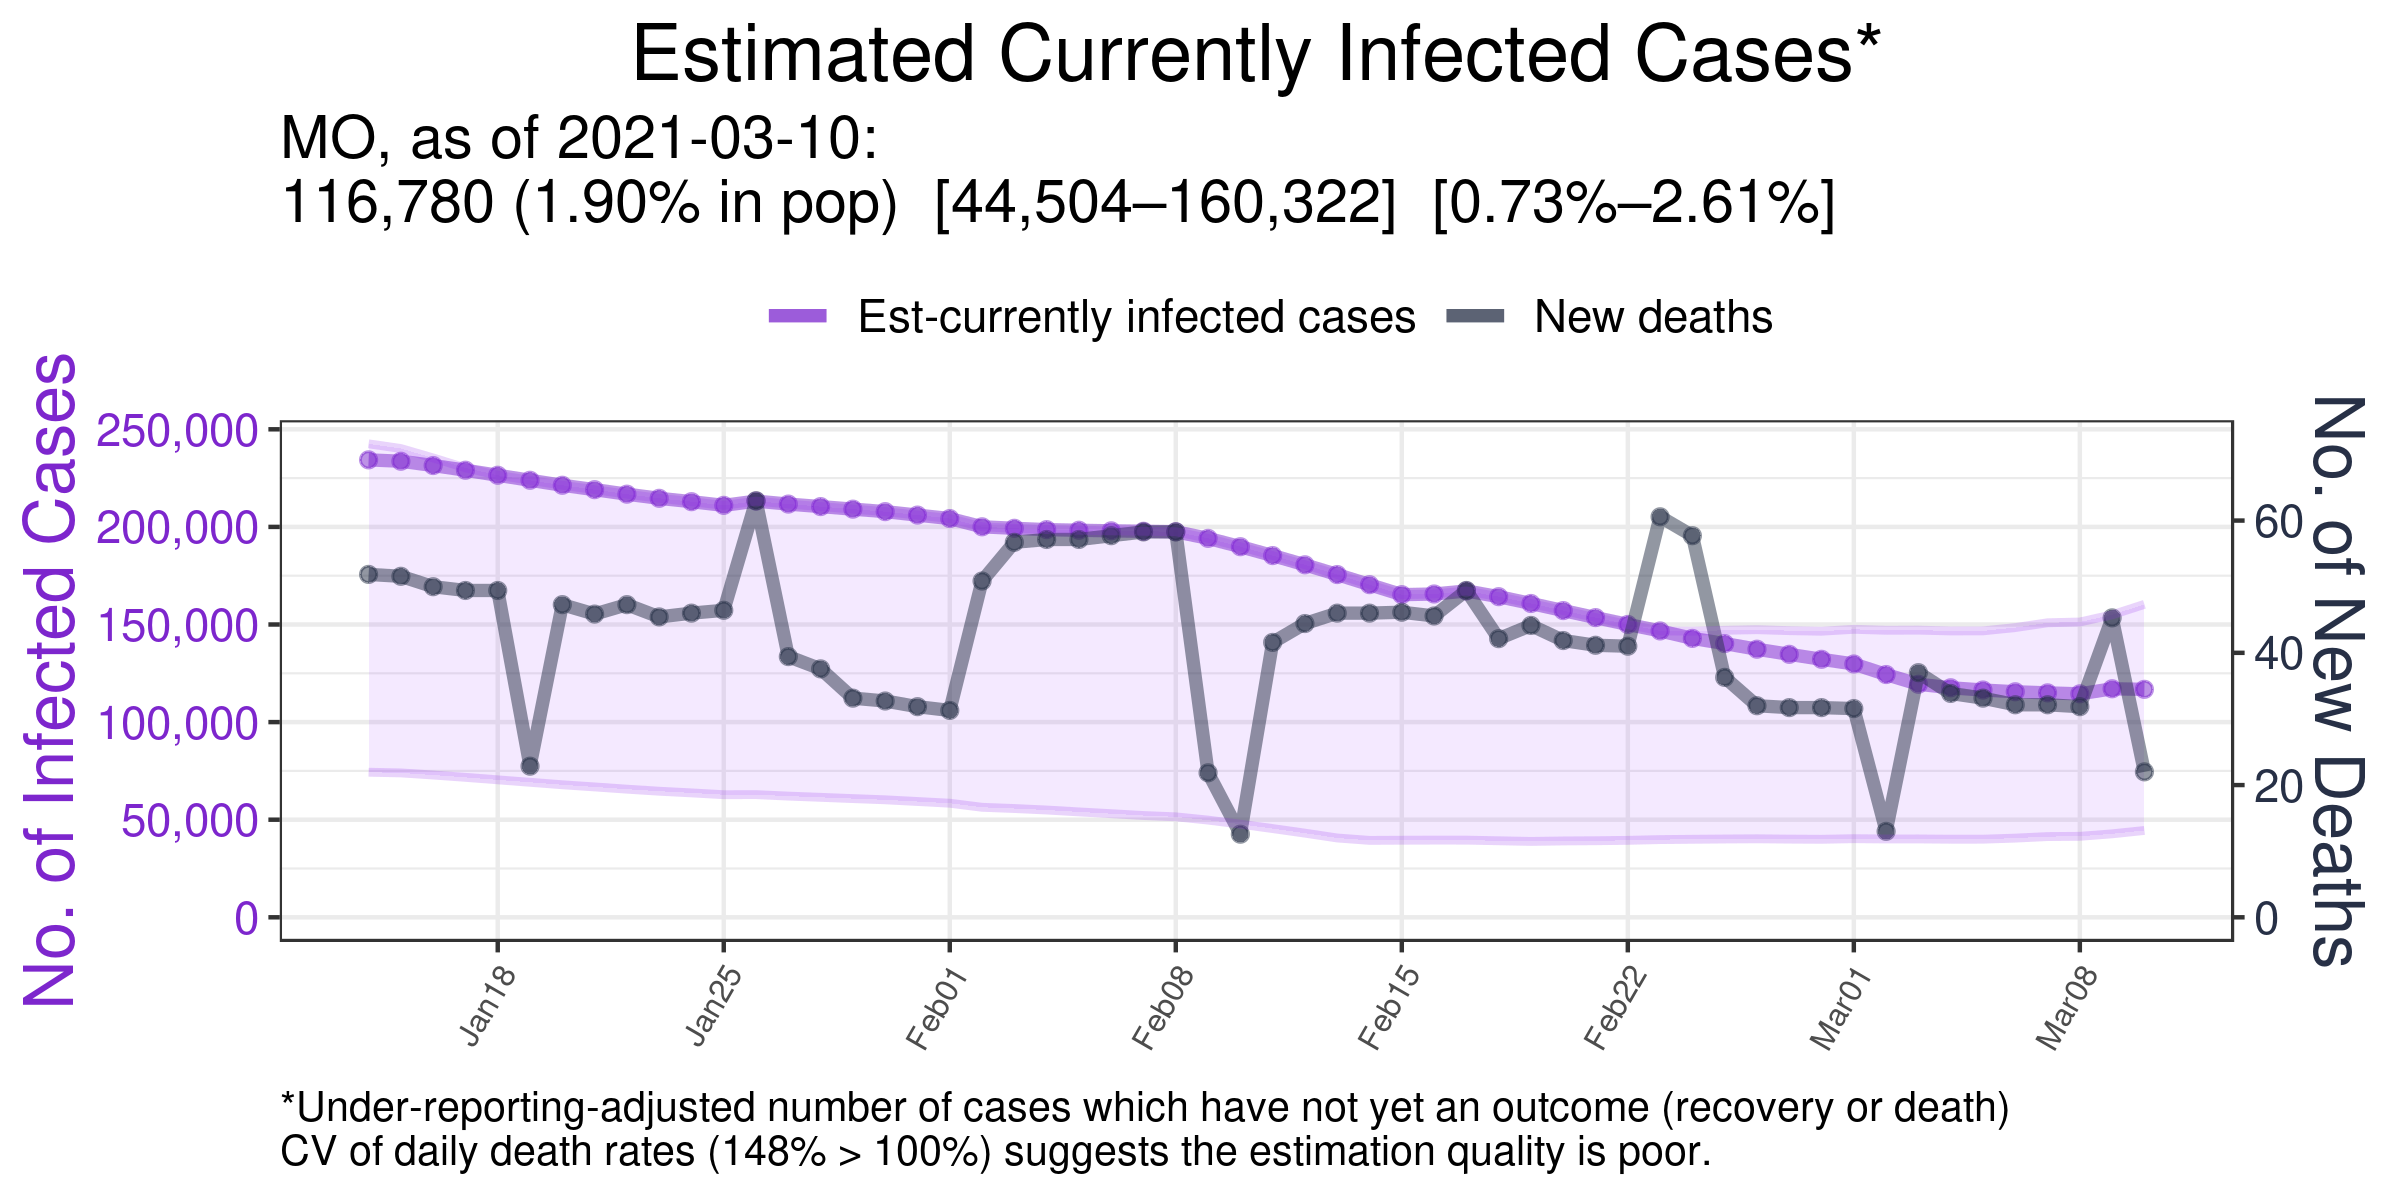 Estimated Currently Infected Cases*
MO, as of 2021-03-10:
116,780 (1.90% in pop)  [44,504–160,322]  [0.73%–2.61%]
Est-currently infected cases
New deaths
No. of Infected Cases
250,000
200,000
150,000
100,000
50,000
0
60
40
20
0
No. of New Deaths
Jan18
Jan25
Feb01
Feb08
Feb15
Feb22
Mar01
Mar08
*Under-reporting-adjusted number of cases which have not yet an outcome (recovery or death)
CV of daily death rates (148% > 100%) suggests the estimation quality is poor.